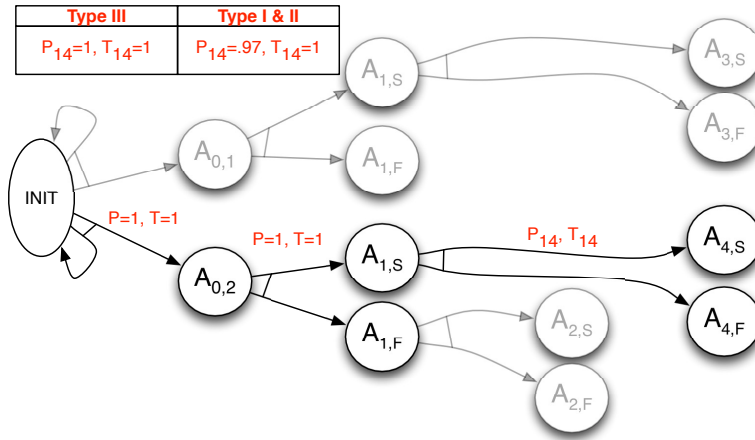 Type III Type I & II
P14=1, T14=1 P14=.97, T14=1
A1,S
A3,S
A3,F
A0,1
A1,F
INIT
P=1, T=1
P=1, T=1
P14, T14
A0,2
A1,S
A4,S
A1,F
A2,S
A4,F
A2,F